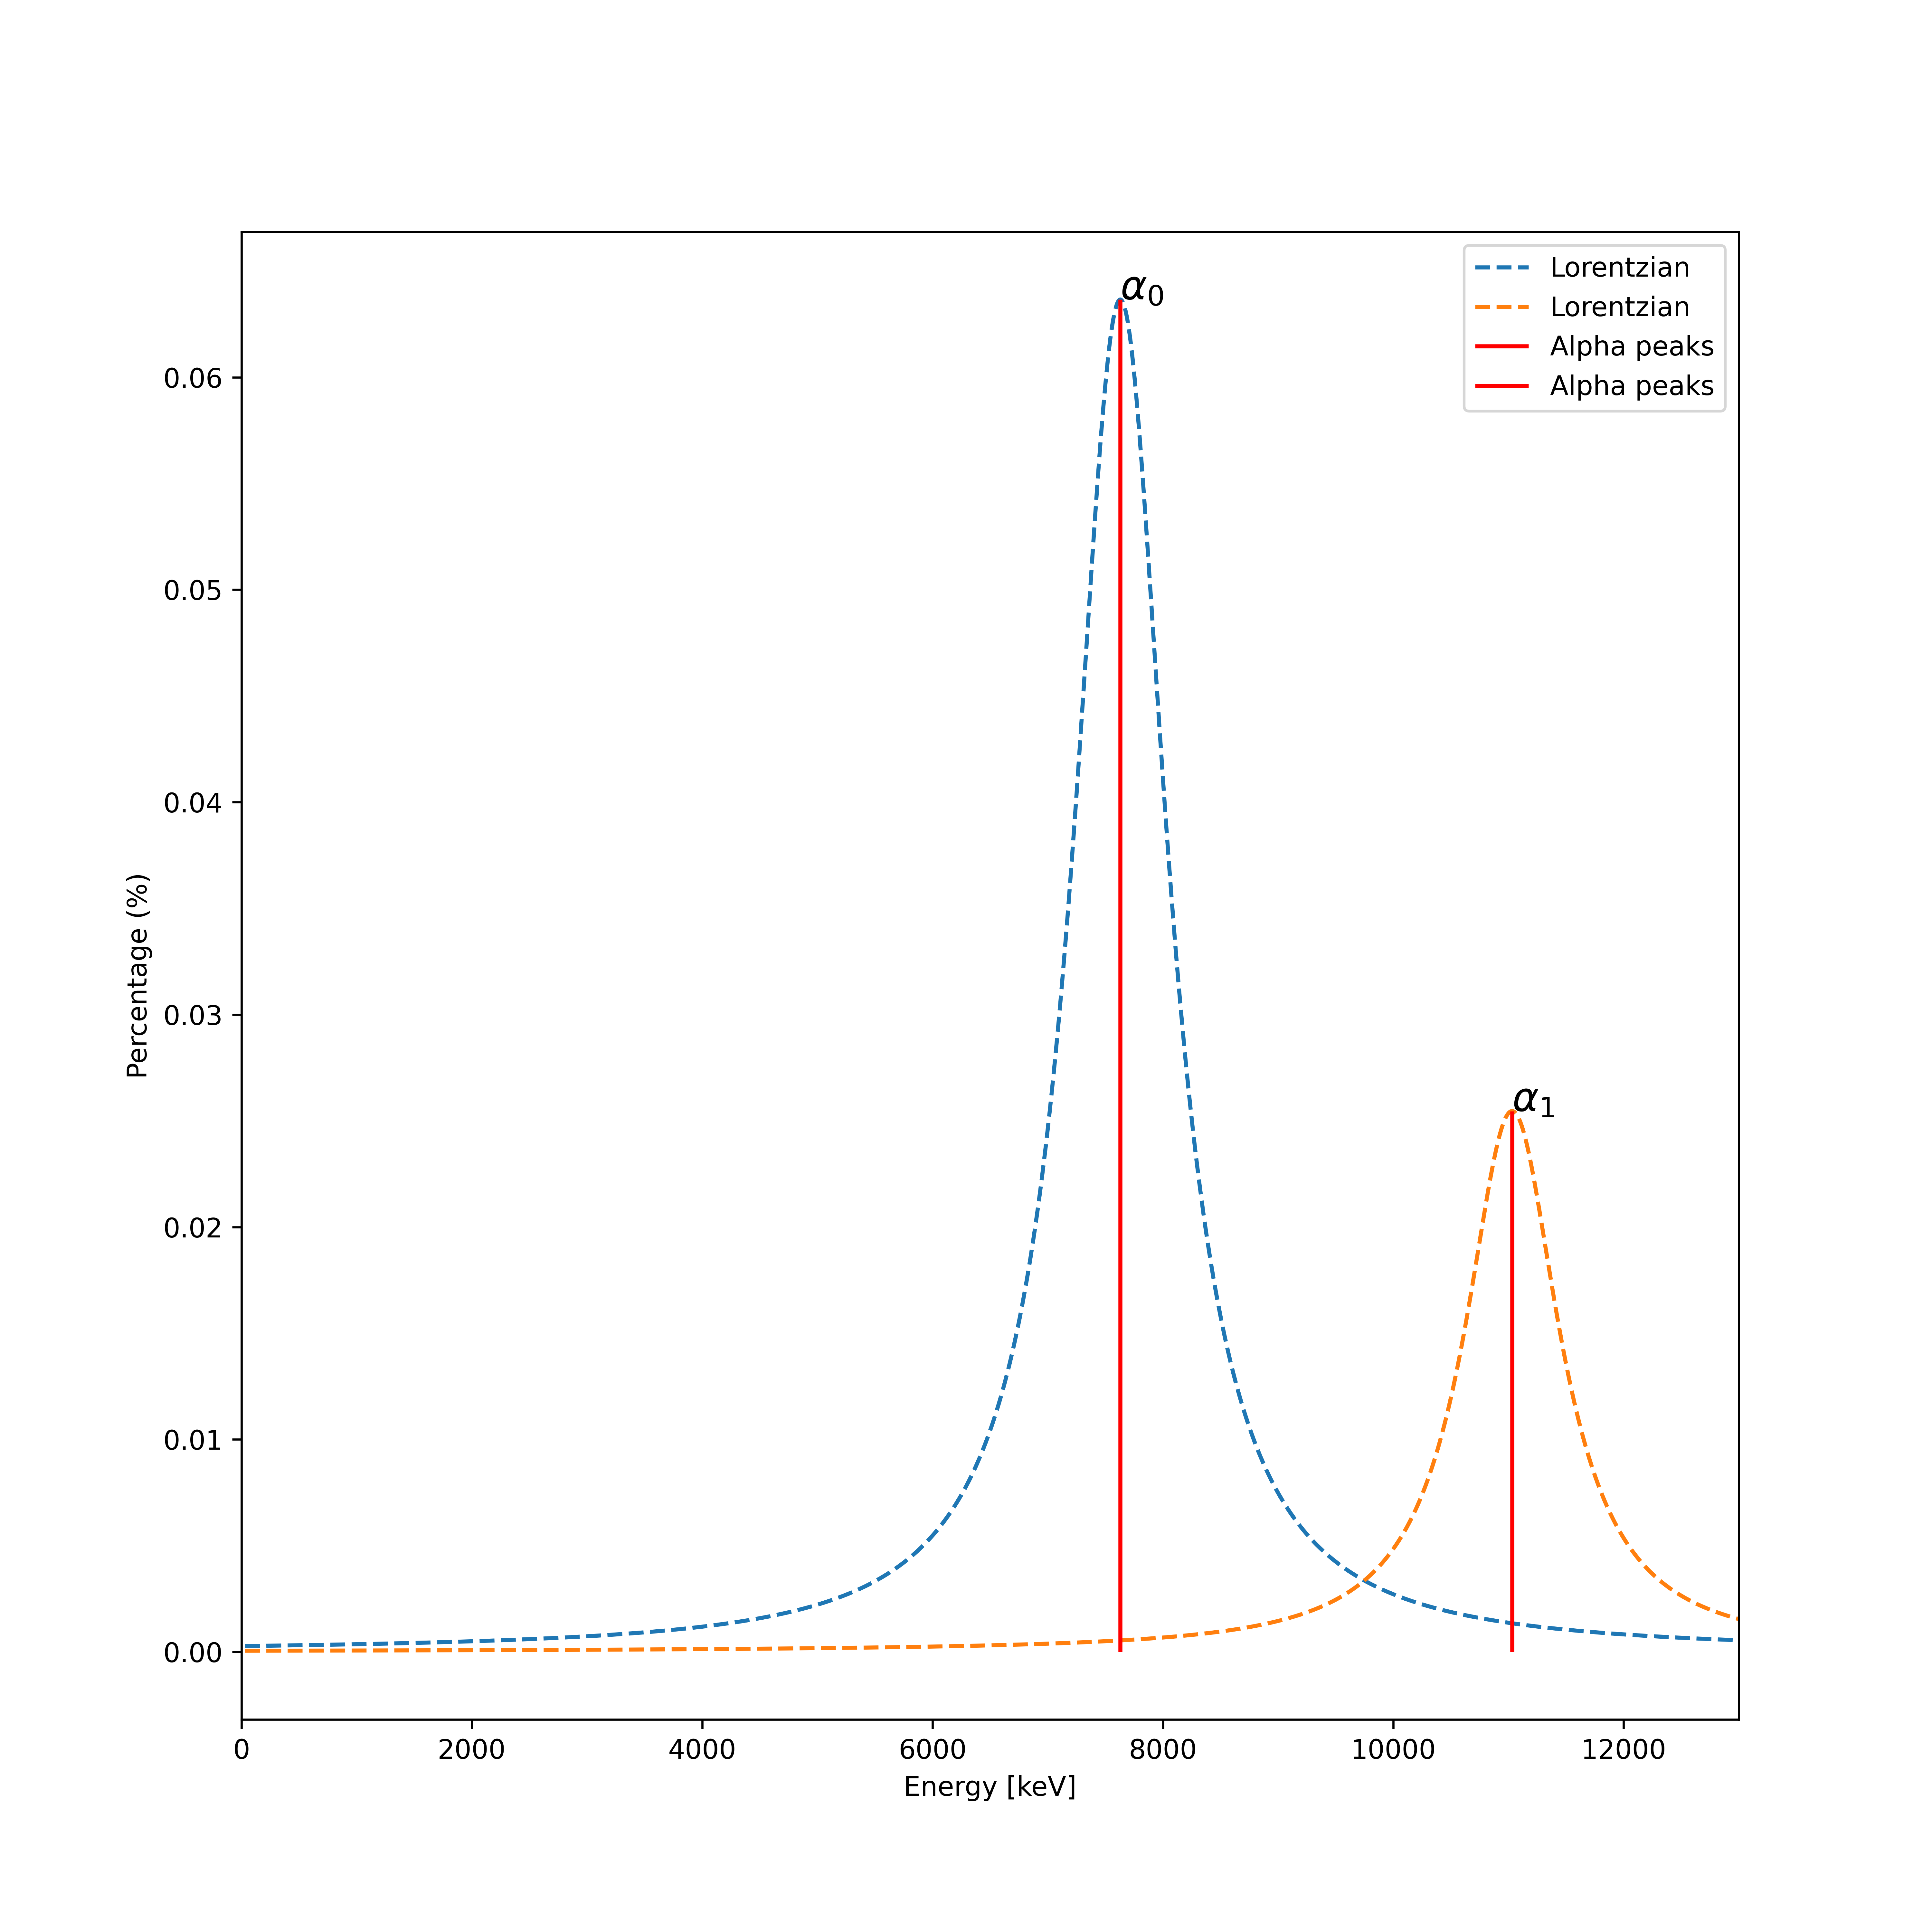 α0
α1
Lorentzian
Lorentzian
Alpha peaks
Alpha peaks
Percentage (%)
0.06
0.05
0.04
0.03
0.02
0.01
0.00
0
2000
4000
6000
8000
10000
12000
Energy [keV]